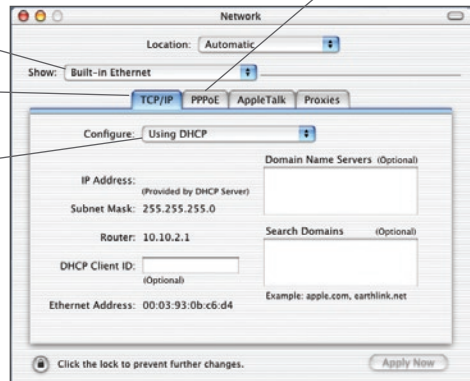 Network
Location: Automatic
Show: Built-in Ethernet
TCP/IP PPPoE AppleTalk Proxies
Configure: Using DHCP
Domain Name Servers (Optional)
IP Address:
(Provided by DHCP Server)
Subnet Mask: 255.255.255.0
Router: 10.10.2.1
Search Domains (Optional)
DHCP Client ID:
(Optional)
Example: apple.com, earthlink.net
Ethernet Address: 00:03:93:0b:c6:d4
Click the lock to prevent further changes.
Apply Now